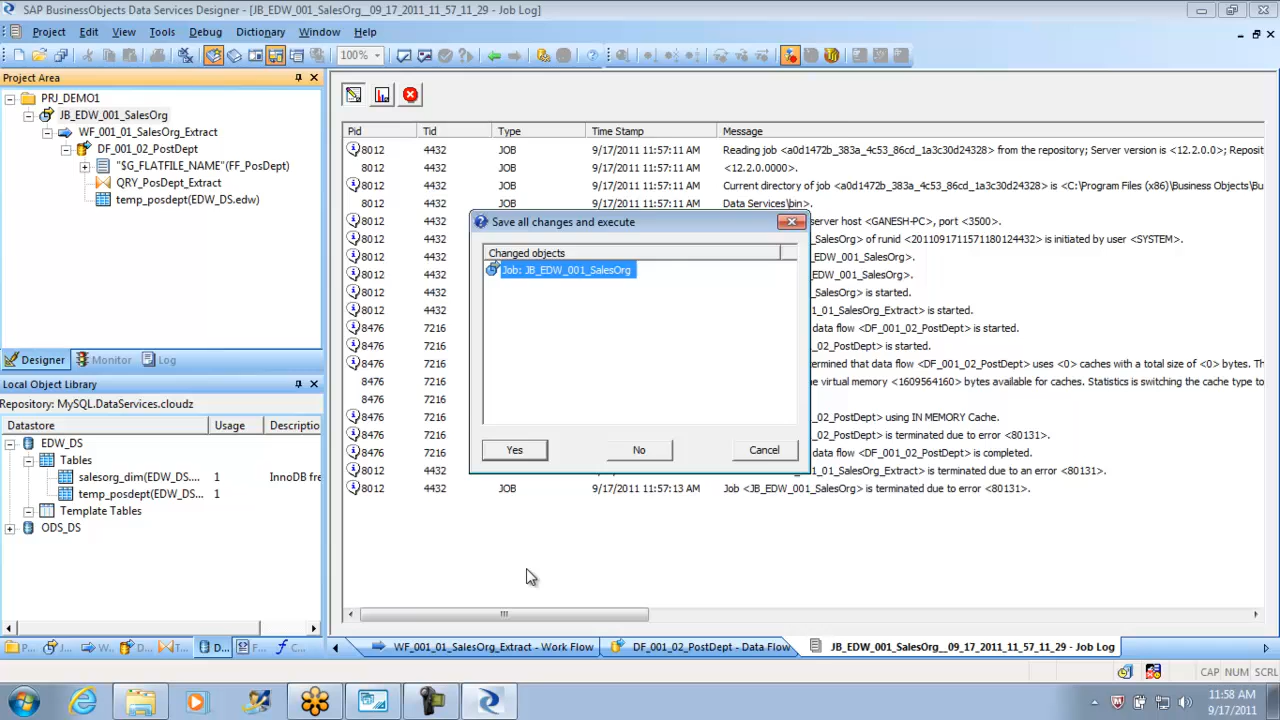 SAP BusinessObjects Data Services Designer - [JB_EDW_001_SalesOrg__09_17_2011_11_57_11_29 - Job Log]
Project Edit View Tools Debug Dictionary Window Help
100%
Project Area
PRJ_DEMO1
JB_EDW_001_SalesOrg
WF_001_01_SalesOrg_Extract
DF_001_02_PostDept
"$G_FLATFILE_NAME"(FF_PosDept)
QRY_PosDept_Extract
temp_posdept(EDW_DS.edw)
Designer Monitor Log
Local Object Library
Repository: MySQL.DataServices.cloudz
Datastore Usage Descriptio
EDW_DS
Tables
salesorg_dim(EDW_DS.... 1 InnoDB fre
temp_posdept(EDW_DS... 1
Template Tables
ODS_DS
P... J... W... D... T... D... F... C...
Pid Tid Type Time Stamp Message
8012 4432 JOB 9/17/2011 11:57:11 AM Reading job <a0d1472b_383a_4c53_86cd_1a3c30d24328> from the repository; Server version is <12.2.0.0>; Reposit
8012 4432 JOB 9/17/2011 11:57:11 AM <12.2.0.0000>.
8012 4432 JOB 9/17/2011 11:57:11 AM Current directory of job <a0d1472b_383a_4c53_86cd_1a3c30d24328> is <C:\Program Files (x86)\Business Objects\Bu
8012 4432 JOB 9/17/2011 11:57:11 AM Data Services\bin>.
8012 4432 server host <GANESH-PC>, port <3500>.
8012 4432 _SalesOrg> of runid <2011091711571180124432> is initiated by user <SYSTEM>.
8012 4432 EDW_001_SalesOrg>.
8012 4432 EDW_001_SalesOrg>.
8012 4432 _SalesOrg> is started.
8012 4432 _01_SalesOrg_Extract> is started.
8476 7216 data flow <DF_001_02_PostDept> is started.
8476 7216 _02_PostDept> is started.
8476 7216 ermined that data flow <DF_001_02_PostDept> uses <0> caches with a total size of <0> bytes. Th
8476 7216 e virtual memory <1609564160> bytes available for caches. Statistics is switching the cache type to
8476 7216
8476 7216 _02_PostDept> using IN MEMORY Cache.
8476 7216 _02_PostDept> is terminated due to error <80131>.
8476 7216 data flow <DF_001_02_PostDept> is completed.
8012 4432 _SalesOrg_Extract> is terminated due to an error <80131>.
8012 4432 JOB 9/17/2011 11:57:13 AM Job <JB_EDW_001_SalesOrg> is terminated due to error <80131>.
Save all changes and execute
Changed objects
Job: JB_EDW_001_SalesOrg
Yes No Cancel
WF_001_01_SalesOrg_Extract - Work Flow DF_001_02_PostDept - Data Flow JB_EDW_001_SalesOrg__09_17_2011_11_57_11_29 - Job Log
CAP NUM SCRL
11:58 AM
9/17/2011